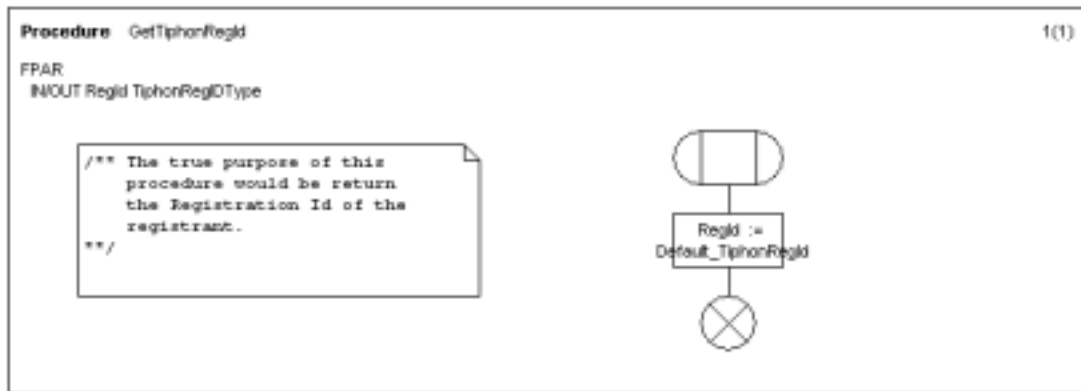 Procedure GetTiphonRegId
1(1)
FPAR
IN/OUT RegId TiphonRegIDType
/** The true purpose of this
procedure would be return
the Registration Id of the
registrant.
**/
RegId :=
Default_TiphonRegId